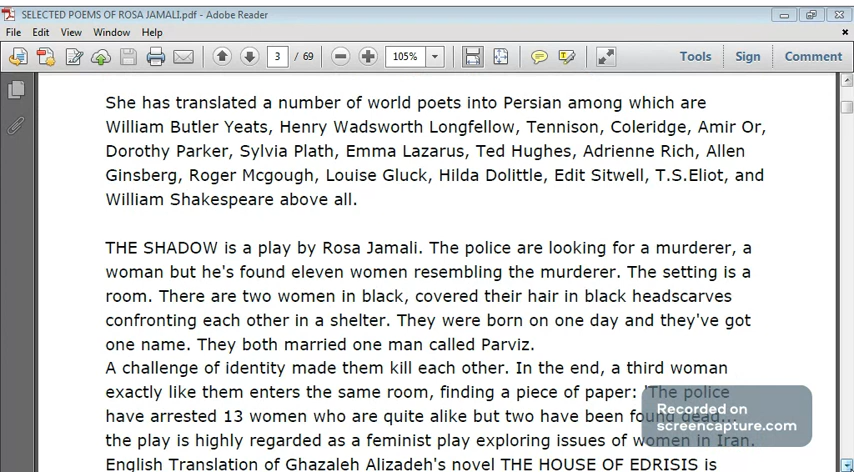 SELECTED POEMS OF ROSA JAMALI.pdf - Adobe Reader
File Edit View Window Help
3 / 69 105% Tools Sign Comment
She has translated a number of world poets into Persian among which are
William Butler Yeats, Henry Wadsworth Longfellow, Tennison, Coleridge, Amir Or,
Dorothy Parker, Sylvia Plath, Emma Lazarus, Ted Hughes, Adrienne Rich, Allen
Ginsberg, Roger Mcgough, Louise Gluck, Hilda Dolittle, Edit Sitwell, T.S.Eliot, and
William Shakespeare above all.
THE SHADOW is a play by Rosa Jamali. The police are looking for a murderer, a
woman but he's found eleven women resembling the murderer. The setting is a
room. There are two women in black, covered their hair in black headscarves
confronting each other in a shelter. They were born on one day and they've got
one name. They both married one man called Parviz.
A challenge of identity made them kill each other. In the end, a third woman
exactly like them enters the same room, finding a piece of paper: 'The police
have arrested 13 women who are quite alike but two have been found dead...
the play is highly regarded as a feminist play exploring issues of women in Iran.
English Translation of Ghazaleh Alizadeh's novel THE HOUSE OF EDRISIS is
Recorded on
screencapture.com